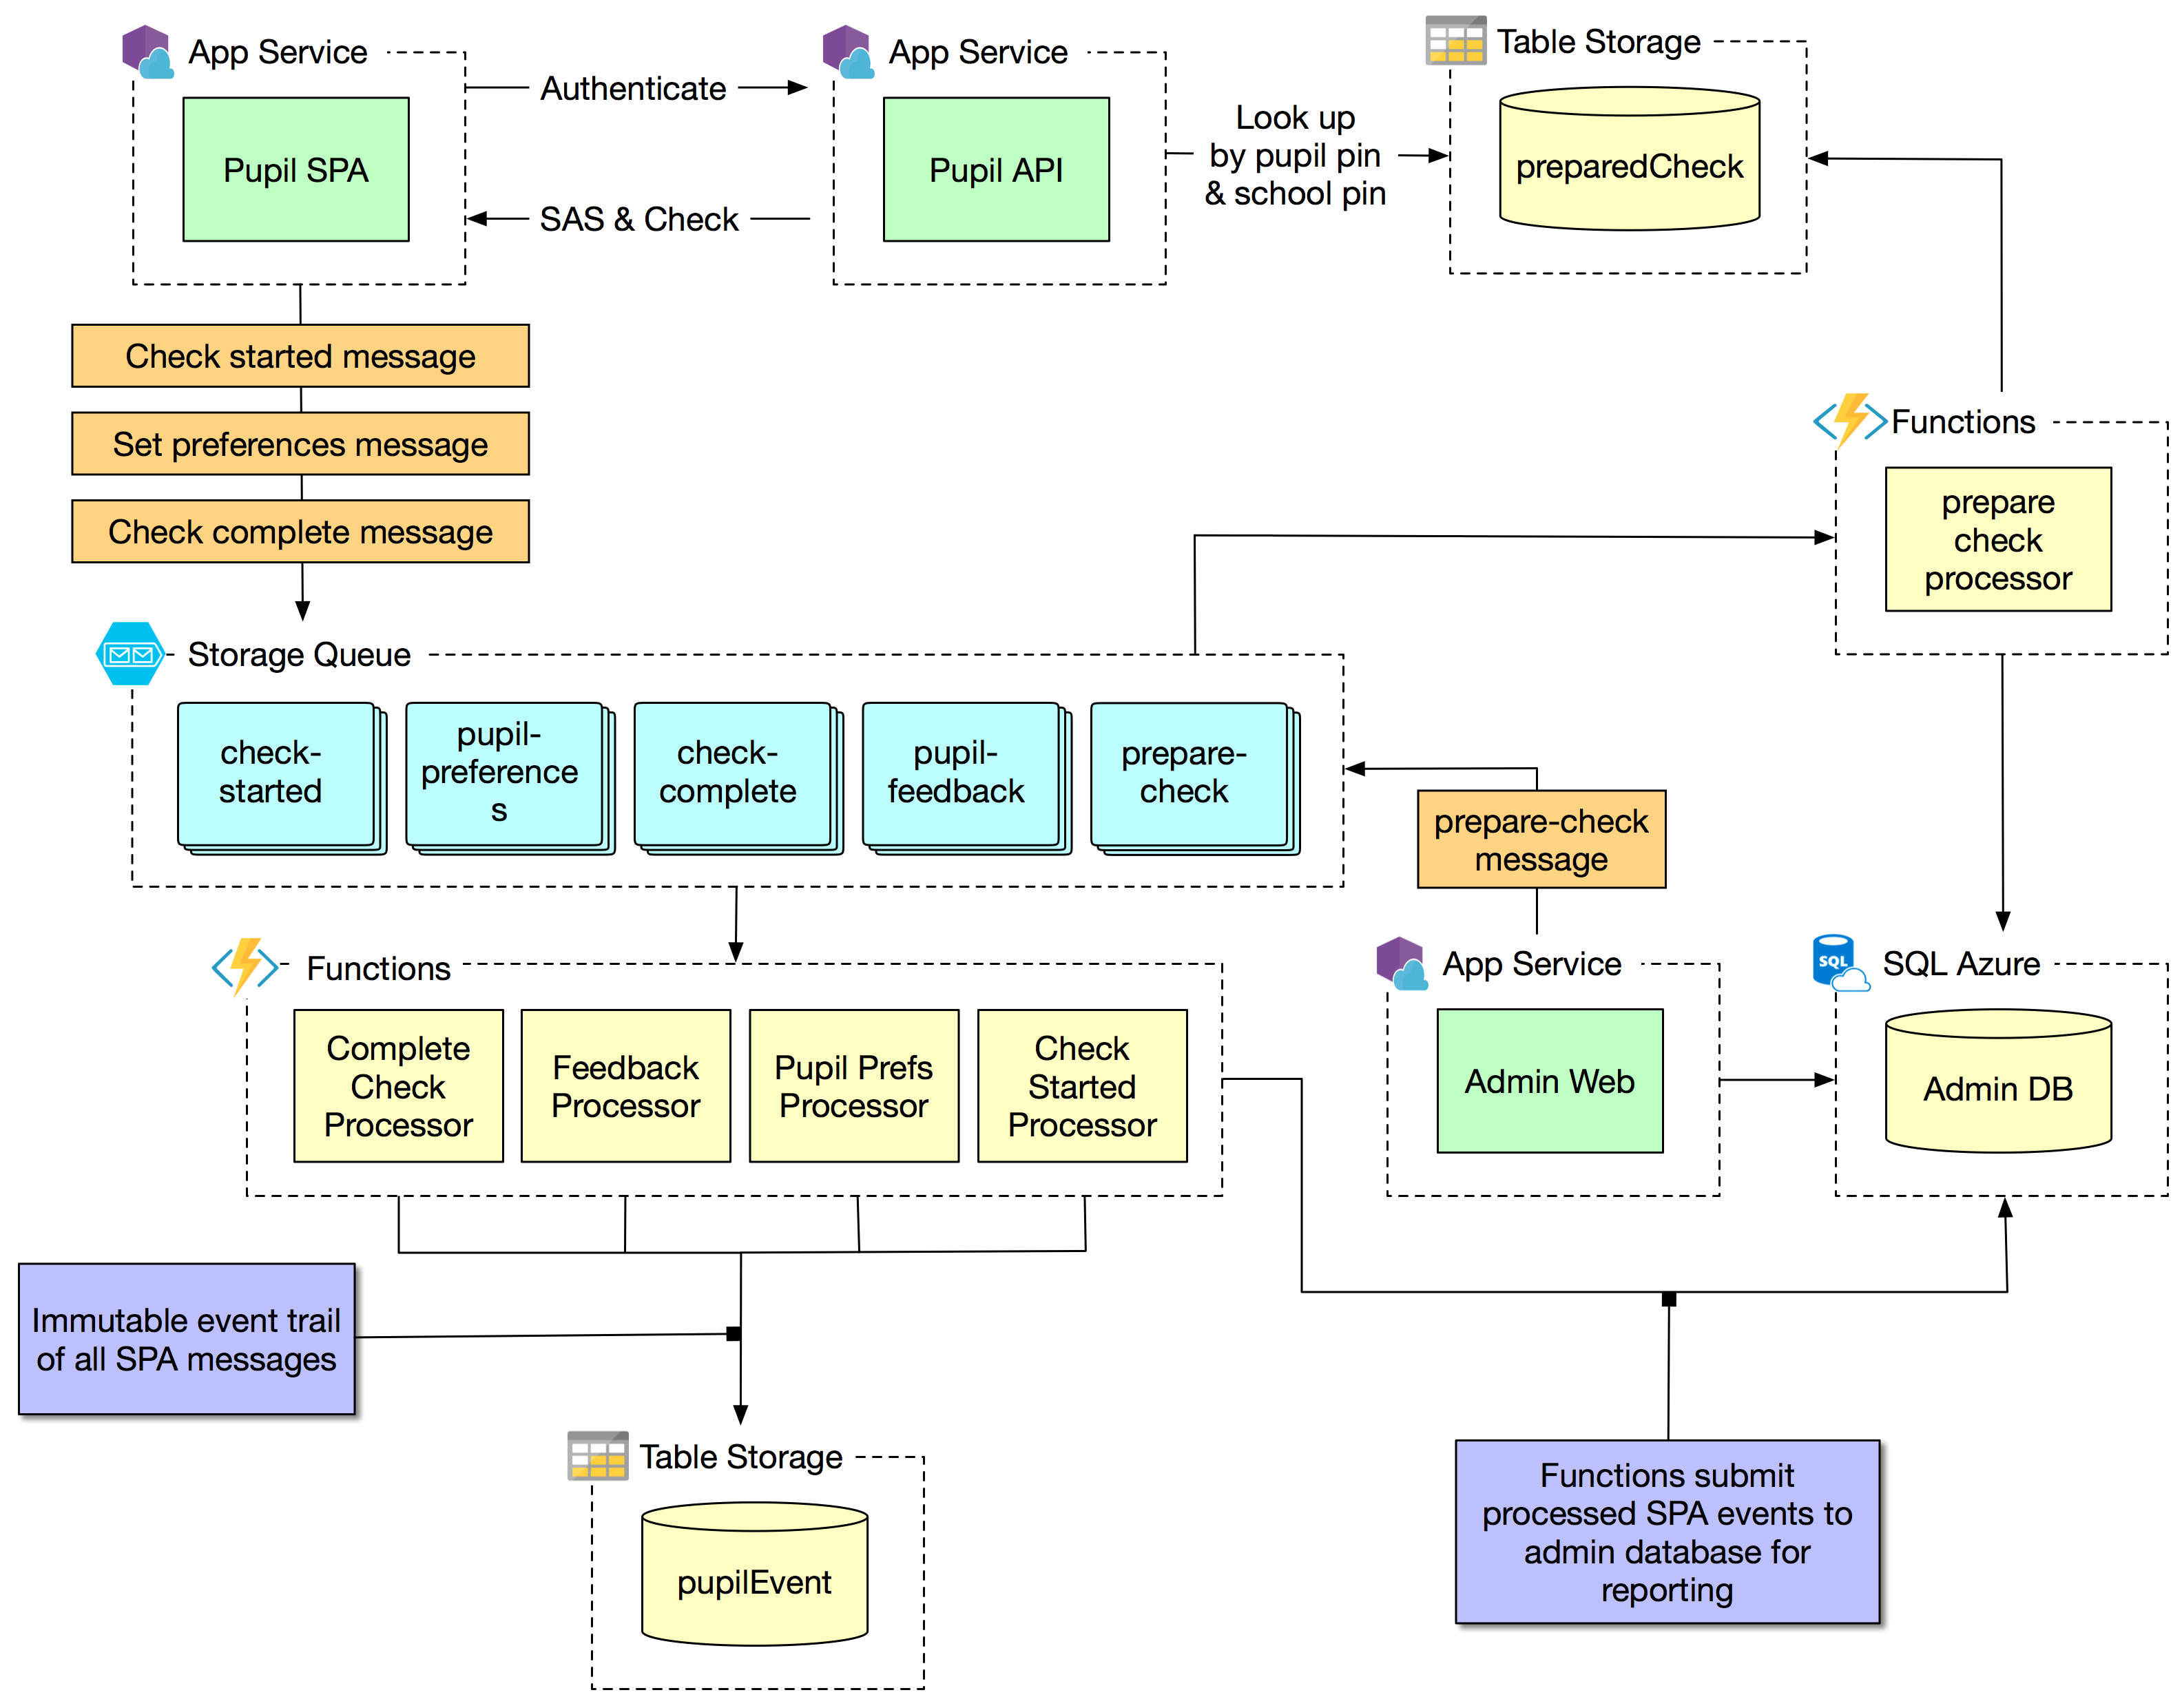 App Service
Pupil SPA
Authenticate
SAS & Check
App Service
Pupil API
Look up
by pupil pin
& school pin
Table Storage
preparedCheck
Check started message
Set preferences message
Check complete message
Functions
prepare
check
processor
Storage Queue
check-
started
pupil-
preference
s
check-
complete
pupil-
feedback
prepare-
check
prepare-check
message
Functions
Complete
Check
Processor
Feedback
Processor
Pupil Prefs
Processor
Check
Started
Processor
App Service
Admin Web
SQL
SQL Azure
Admin DB
Immutable event trail
of all SPA messages
Table Storage
pupilEvent
Functions submit
processed SPA events to
admin database for
reporting